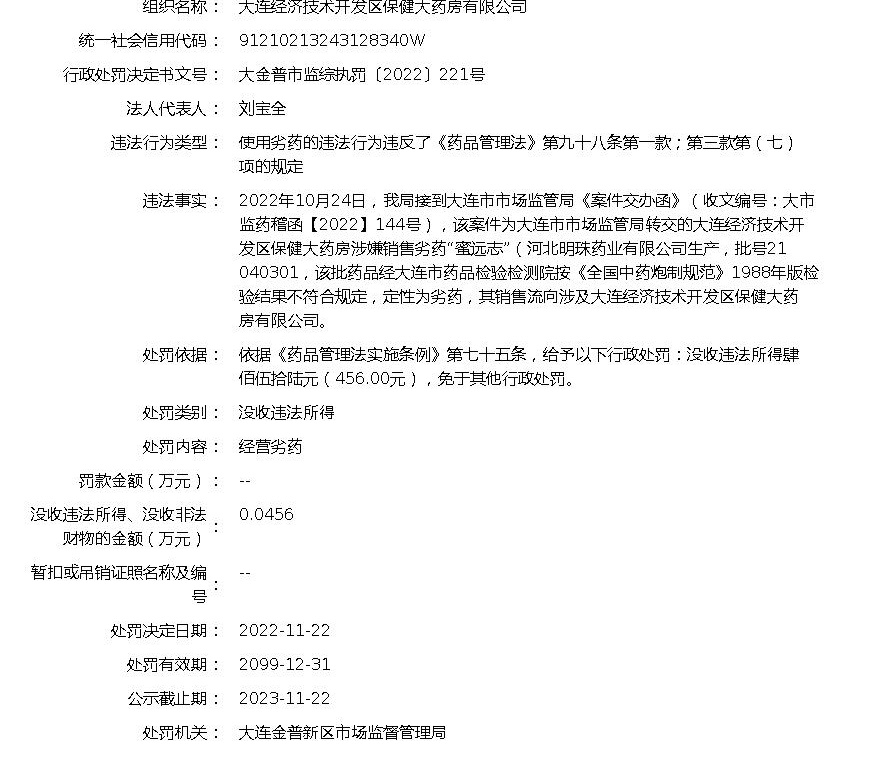 组织名称： 大连经济技术开发区保健大药房有限公司
统一社会信用代码： 91210213243128340W
行政处罚决定书文号： 大金普市监综执罚〔2022〕221号
法人代表人： 刘宝全
违法行为类型： 使用劣药的违法行为违反了《药品管理法》第九十八条第一款；第三款第（七）
项的规定
违法事实： 2022年10月24日，我局接到大连市市场监管局《案件交办函》（收文编号：大市
监药稽函【2022】144号），该案件为大连市市场监管局转交的大连经济技术开
发区保健大药房涉嫌销售劣药“蜜远志”（河北明珠药业有限公司生产，批号21
040301，该批药品经大连市药品检验检测院按《全国中药炮制规范》1988年版检
验结果不符合规定，定性为劣药，其销售流向涉及大连经济技术开发区保健大药
房有限公司。
处罚依据： 依据《药品管理法实施条例》第七十五条，给予以下行政处罚：没收违法所得肆
佰伍拾陆元（456.00元），免于其他行政处罚。
处罚类别： 没收违法所得
处罚内容： 经营劣药
罚款金额（万元）： --
没收违法所得、没收非法
财物的金额（万元）： 0.0456
暂扣或吊销证照名称及编
号： --
处罚决定日期： 2022-11-22
处罚有效期： 2099-12-31
公示截止期： 2023-11-22
处罚机关： 大连金普新区市场监督管理局